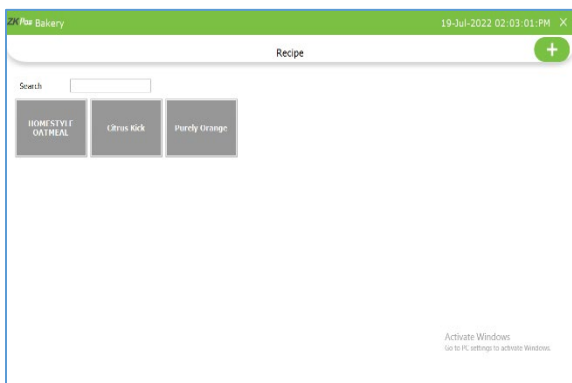 ZKPos Bakery 19-Jul-2022 02:03:01:PM X
Recipe +
Search
HOMESTYLE
OATMEAL
Citrus Kick
Purely Orange
Activate Windows
Go to PC settings to activate Windows.